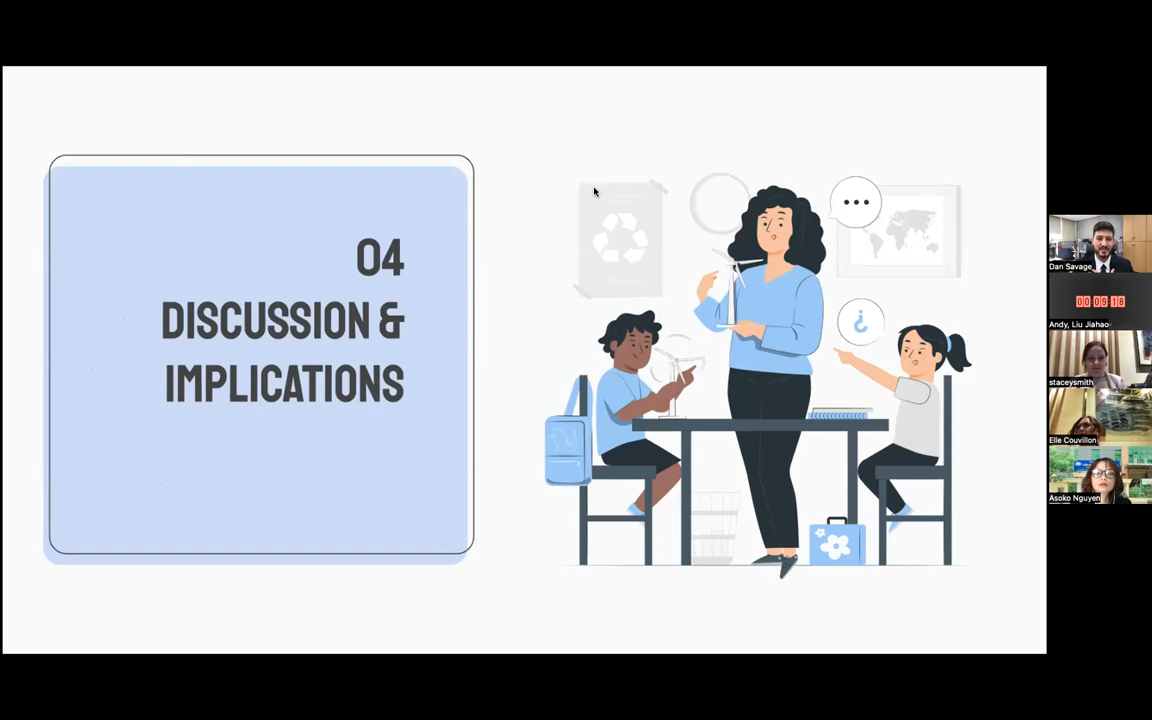 04
DISCUSSION &
IMPLICATIONS
Dan Savage
00:09:18
Andy, Liu Jiahao
staceysmith
Elle Couvillon
Asoko Nguyen